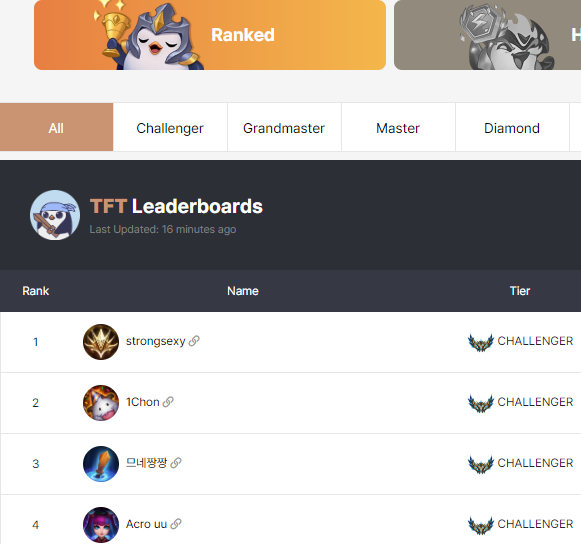 Ranked
H
All Challenger Grandmaster Master Diamond
TFT Leaderboards
Last Updated: 16 minutes ago
Rank Name Tier
1 strongsexy CHALLENGER
2 1Chon CHALLENGER
3 므네짱짱 CHALLENGER
4 Acro uu CHALLENGER